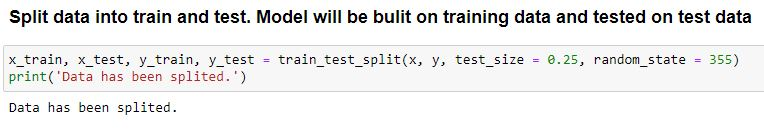 Split data into train and test. Model will be bulit on training data and tested on test data
x_train, x_test, y_train, y_test = train_test_split(x, y, test_size = 0.25, random_state = 355)
print('Data has been splited.')
Data has been splited.